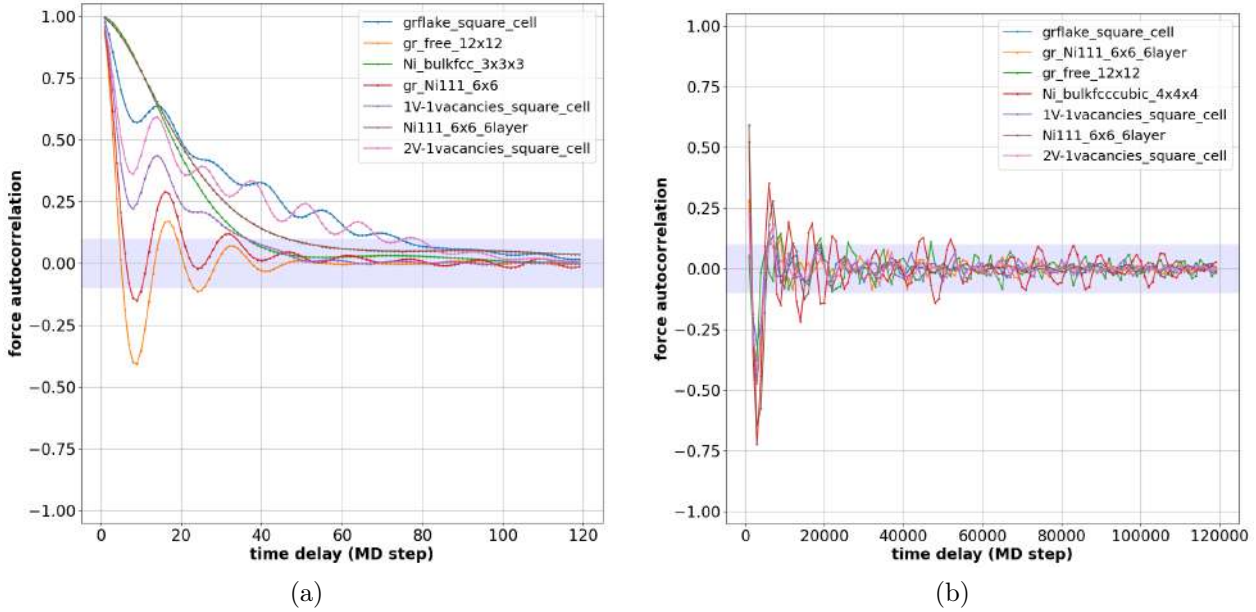 1.00
0.75
0.50
0.25
0.00
−0.25
−0.50
−0.75
−1.00
force autocorrelation
grflake_square_cell
gr_free_12x12
Ni_bulkfcc_3x3x3
gr_Ni111_6x6
1V-1vacancies_square_cell
Ni111_6x6_6layer
2V-1vacancies_square_cell
0 20 40 60 80 100 120
time delay (MD step)
(a)
1.00
0.75
0.50
0.25
0.00
−0.25
−0.50
−0.75
−1.00
force autocorrelation
grflake_square_cell
gr_Ni111_6x6_6layer
gr_free_12x12
Ni_bulkfcccubic_4x4x4
1V-1vacancies_square_cell
Ni111_6x6_6layer
2V-1vacancies_square_cell
0 20000 40000 60000 80000 100000 120000
time delay (MD step)
(b)